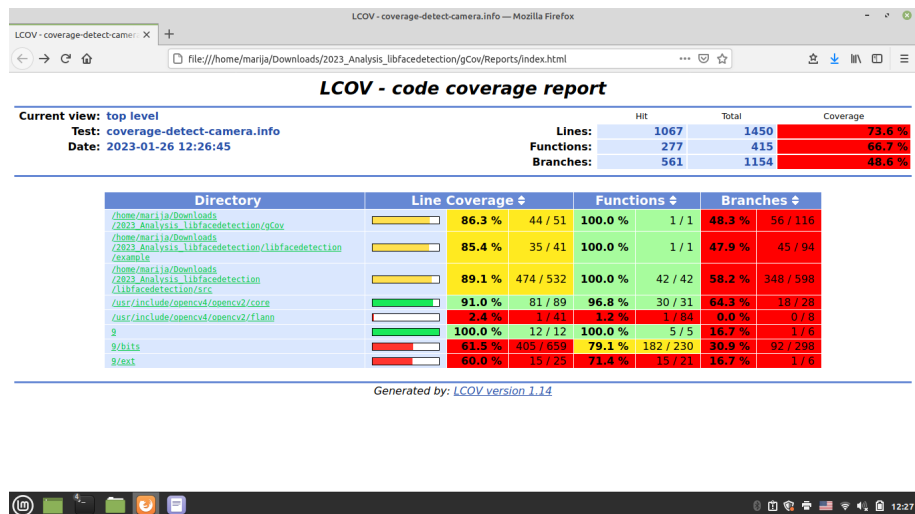 LCOV - coverage-detect-camera.info — Mozilla Firefox
LCOV - coverage-detect-camer
file:///home/marija/Downloads/2023_Analysis_libfacedetection/gCov/Reports/index.html
LCOV - code coverage report
Current view: top level
Test: coverage-detect-camera.info
Date: 2023-01-26 12:26:45
Hit Total Coverage
Lines: 1067 1450 73.6 %
Functions: 277 415 66.7 %
Branches: 561 1154 48.6 %
Directory Line Coverage Functions Branches
/home/marija/Downloads
/2023_Analysis_libfacedetection/gCov 86.3 % 44 / 51 100.0 % 1 / 1 48.3 % 56 / 116
/home/marija/Downloads
/2023_Analysis_libfacedetection/libfacedetection 85.4 % 35 / 41 100.0 % 1 / 1 47.9 % 45 / 94
/example
/home/marija/Downloads
/2023_Analysis_libfacedetection 89.1 % 474 / 532 100.0 % 42 / 42 58.2 % 348 / 598
/libfacedetection/src
/usr/include/opencv4/opencv2/core 91.0 % 81 / 89 96.8 % 30 / 31 64.3 % 18 / 28
/usr/include/opencv4/opencv2/flann 2.4 % 1 / 41 1.2 % 1 / 84 0.0 % 0 / 8
9 100.0 % 12 / 12 100.0 % 5 / 5 16.7 % 1 / 6
9/bits 61.5 % 405 / 659 79.1 % 182 / 230 30.9 % 92 / 298
9/ext 60.0 % 15 / 25 71.4 % 15 / 21 16.7 % 1 / 6
Generated by: LCOV version 1.14
4
12:27